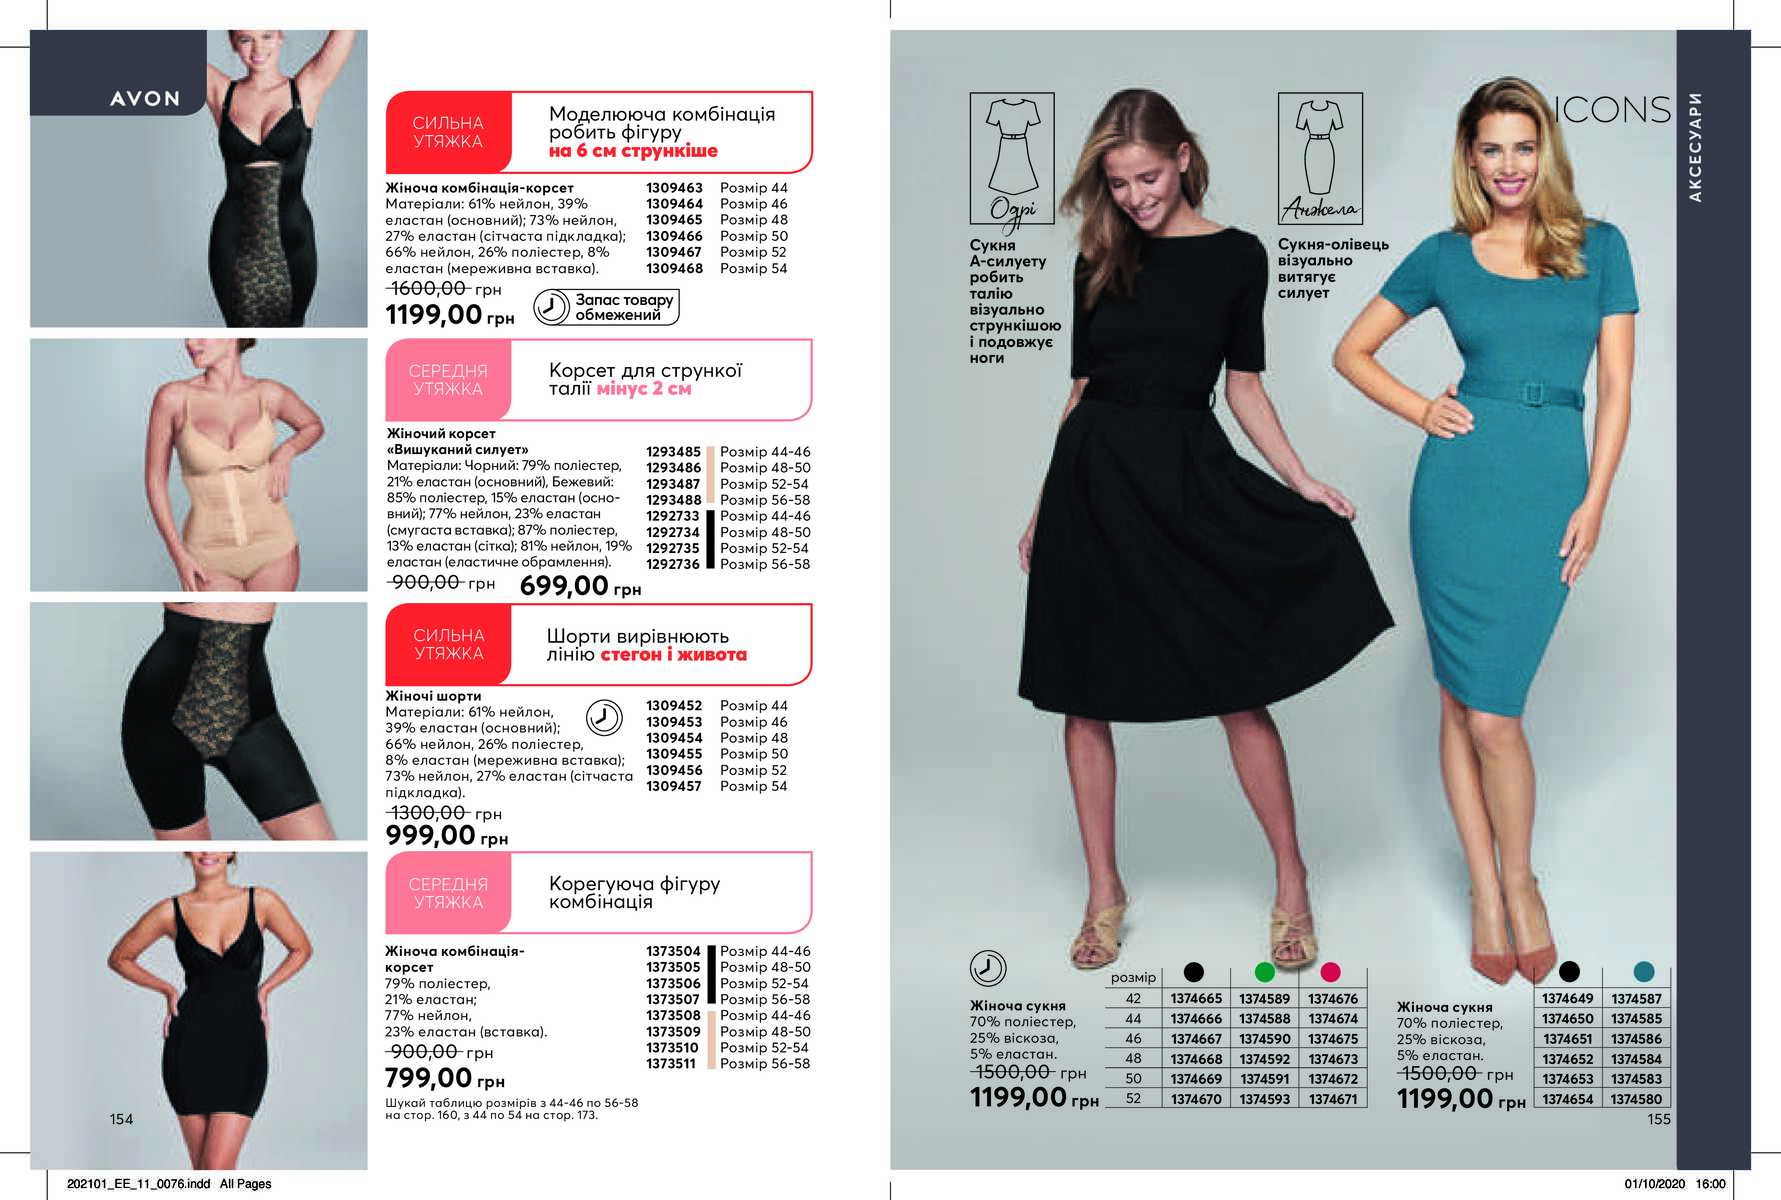 AVON
СИЛЬНА
УТЯЖКА
Моделююча комбінація
робить фігуру
на 6 см стрункіше
Жіноча комбінація-корсет
Матеріали: 61% нейлон, 39%
еластан (основний); 73% нейлон,
27% еластан (сітчаста підкладка);
66% нейлон, 26% поліестер, 8%
еластан (мереживна вставка).
1600,00 грн
1199,00 грн
Запас товару
обмежений
1309463 Розмір 44
1309464 Розмір 46
1309465 Розмір 48
1309466 Розмір 50
1309467 Розмір 52
1309468 Розмір 54
СЕРЕДНЯ
УТЯЖКА
Корсет для стрункої
талії мінус 2 см
Жіночий корсет
«Вишуканий силует»
Матеріали: Чорний: 79% поліестер,
21% еластан (основний), Бежевий:
85% поліестер, 15% еластан (осно-
вний); 77% нейлон, 23% еластан
(смугаста вставка); 87% поліестер,
13% еластан (сітка); 81% нейлон, 19%
еластан (еластичне обрамлення).
900,00 грн 699,00 грн
1293485 Розмір 44-46
1293486 Розмір 48-50
1293487 Розмір 52-54
1293488 Розмір 56-58
1292733 Розмір 44-46
1292734 Розмір 48-50
1292735 Розмір 52-54
1292736 Розмір 56-58
СИЛЬНА
УТЯЖКА
Шорти вирівнюють
лінію стегон і живота
Жіночі шорти
Матеріали: 61% нейлон,
39% еластан (основний);
66% нейлон, 26% поліестер,
8% еластан (мереживна вставка);
73% нейлон, 27% еластан (сітчаста
підкладка).
1300,00 грн
999,00 грн
1309452 Розмір 44
1309453 Розмір 46
1309454 Розмір 48
1309455 Розмір 50
1309456 Розмір 52
1309457 Розмір 54
СЕРЕДНЯ
УТЯЖКА
Корегуюча фігуру
комбінація
Жіноча комбінація-
корсет
79% поліестер,
21% еластан;
77% нейлон,
23% еластан (вставка).
900,00 грн
799,00 грн
1373504 Розмір 44-46
1373505 Розмір 48-50
1373506 Розмір 52-54
1373507 Розмір 56-58
1373508 Розмір 44-46
1373509 Розмір 48-50
1373510 Розмір 52-54
1373511 Розмір 56-58
Шукай таблицю розмірів з 44-46 по 56-58
на стор. 160, з 44 по 54 на стор. 173.
154
ICONS
АКСЕСУАРИ
Одрі
Сукня
А-силуету
робить
талію
візуально
стрункішою
і подовжує
ноги
Анжела
Сукня-олівець
візуально
витягує
силует
Жіноча сукня
70% поліестер,
25% віскоза,
5% еластан.
1500,00 грн
1199,00 грн
розмір
42 1374665 1374589 1374676
44 1374666 1374588 1374674
46 1374667 1374590 1374675
48 1374668 1374592 1374673
50 1374669 1374591 1374672
52 1374670 1374593 1374671
Жіноча сукня
70% поліестер,
25% віскоза,
5% еластан.
1500,00 грн
1199,00 грн
1374649 1374587
1374650 1374585
1374651 1374586
1374652 1374584
1374653 1374583
1374654 1374580
155
202101_EE_11_0076.indd All Pages
01/10/2020 16:00